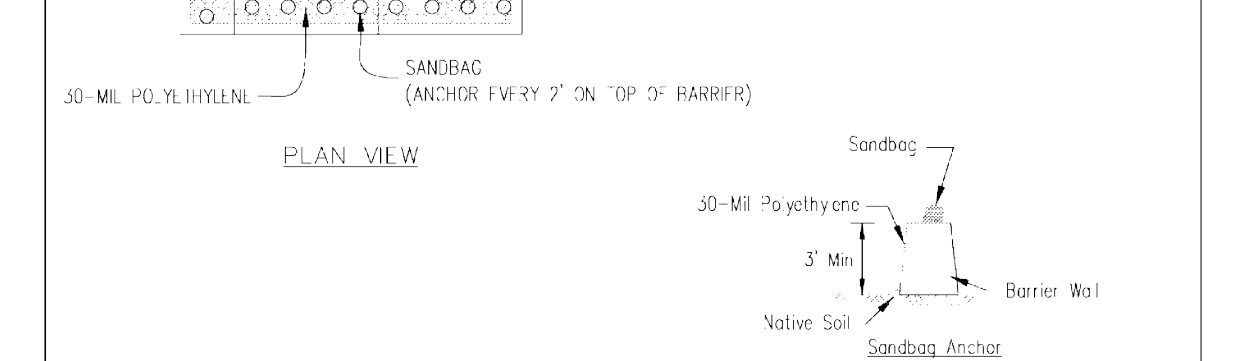 SANDBAG
30-MIL POLYETHYLENE
(ANCHOR EVERY 2' ON TOP OF BARRIER)
PLAN VIEW
Sandbag
30-Mil Polyethylene
3' Min
Barrier Wall
Native Soil
Sandbag Anchor